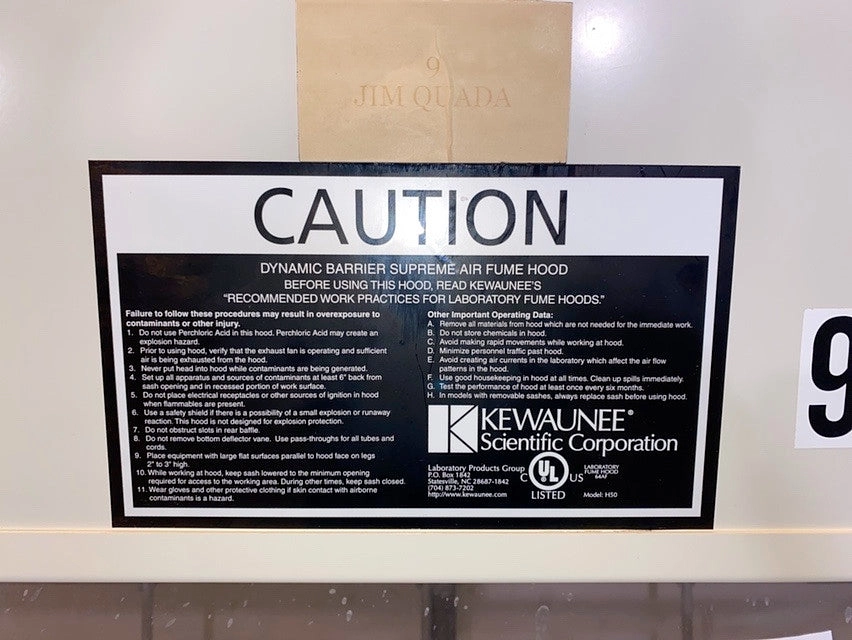 9
JIM QUADA
CAUTION
DYNAMIC BARRIER SUPREME AIR FUME HOOD
BEFORE USING THIS HOOD, READ KEWAUNEE'S
"RECOMMENDED WORK PRACTICES FOR LABORATORY FUME HOODS."
Failure to follow these procedures may result in overexposure to
contaminants or other injury.
1. Do not use Perchloric Acid in this hood. Perchloric Acid may create an
explosion hazard.
2. Prior to using hood, verify that the exhaust fan is operating and sufficient
air is being exhausted from the hood.
3. Never put head into hood while contaminants are being generated.
4. Set up all apparatus and sources of contaminants at least 6" back from
sash opening and in recessed portion of work surface.
5. Do not place electrical receptacles or other sources of ignition in hood
when flammables are present.
6. Use a safety shield if there is a possibility of a small explosion or runaway
reaction. This hood is not designed for explosion protection.
7. Do not obstruct slots in rear baffle.
8. Do not remove bottom deflector vane. Use pass-throughs for all tubes and
cords.
9. Place equipment with large flat surfaces parallel to hood face on legs
2" to 3" high.
10. While working at hood, keep sash lowered to the minimum opening
required for access to the working area. During other times, keep sash closed.
11. Wear gloves and other protective clothing if skin contact with airborne
contaminants is a hazard.
Other Important Operating Data:
A. Remove all materials from hood which are not needed for the immediate work.
B. Do not store chemicals in hood.
C. Avoid making rapid movements while working at hood.
D. Minimize personnel traffic past hood.
E. Avoid creating air currents in the laboratory which affect the air flow
patterns in the hood.
F. Use good housekeeping in hood at all times. Clean up spills immediately.
G. Test the performance of hood at least once every six months.
H. In models with removable sashes, always replace sash before using hood.
KEWAUNEE®
Scientific Corporation
Laboratory Products Group
P.O. Box 1842
Statesville, NC 28687-1842
(704) 873-7202
http://www.kewaunee.com
C UL US
LISTED
LABORATORY
FUME HOOD
64AF
Model: H50
9